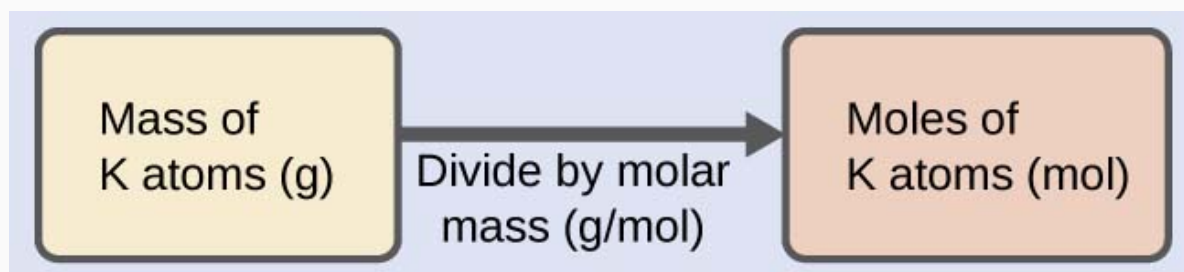 Mass of
K atoms (g)
Divide by molar
mass (g/mol)
Moles of
K atoms (mol)